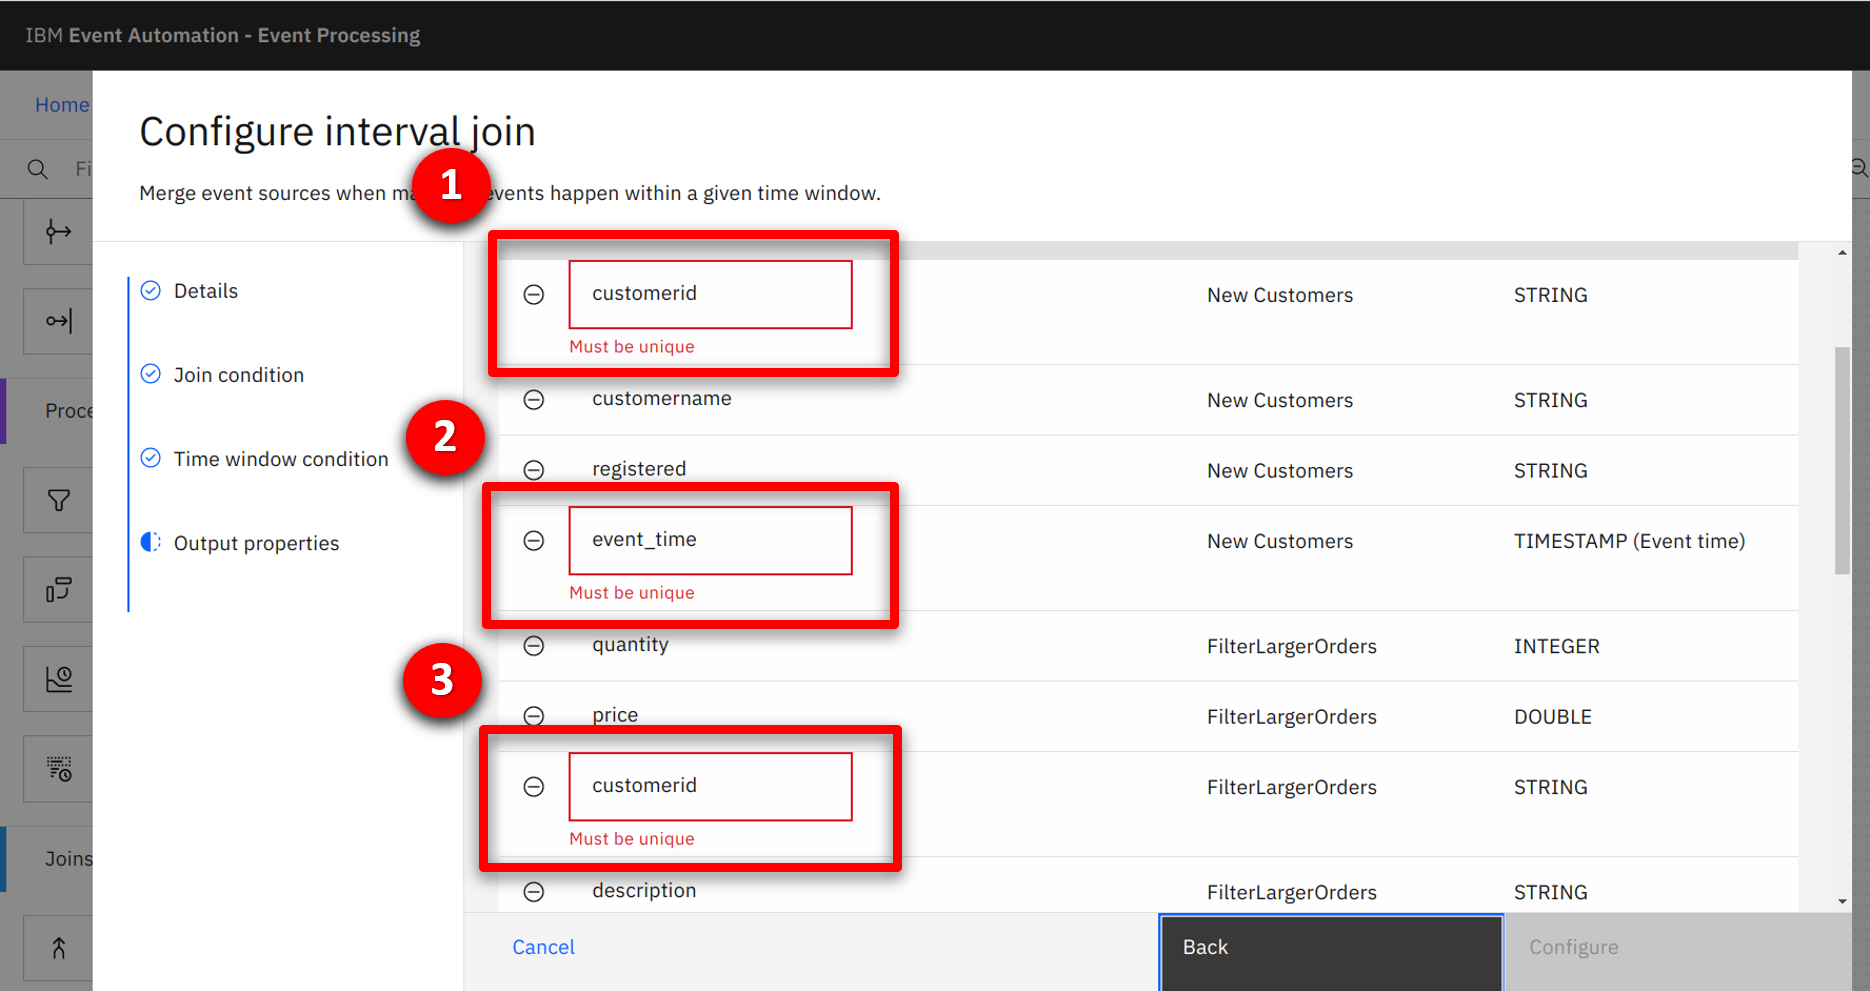 IBM Event Automation - Event Processing
Home
Configure interval join
Merge event sources when events happen within a given time window.
1
Details
Join condition
Time window condition
Output properties
Joins
customerid New Customers STRING
Must be unique
customername New Customers STRING
2
registered New Customers STRING
event_time New Customers TIMESTAMP (Event time)
Must be unique
quantity FilterLargerOrders INTEGER
3
price FilterLargerOrders DOUBLE
customerid FilterLargerOrders STRING
Must be unique
description FilterLargerOrders STRING
Cancel Back Configure